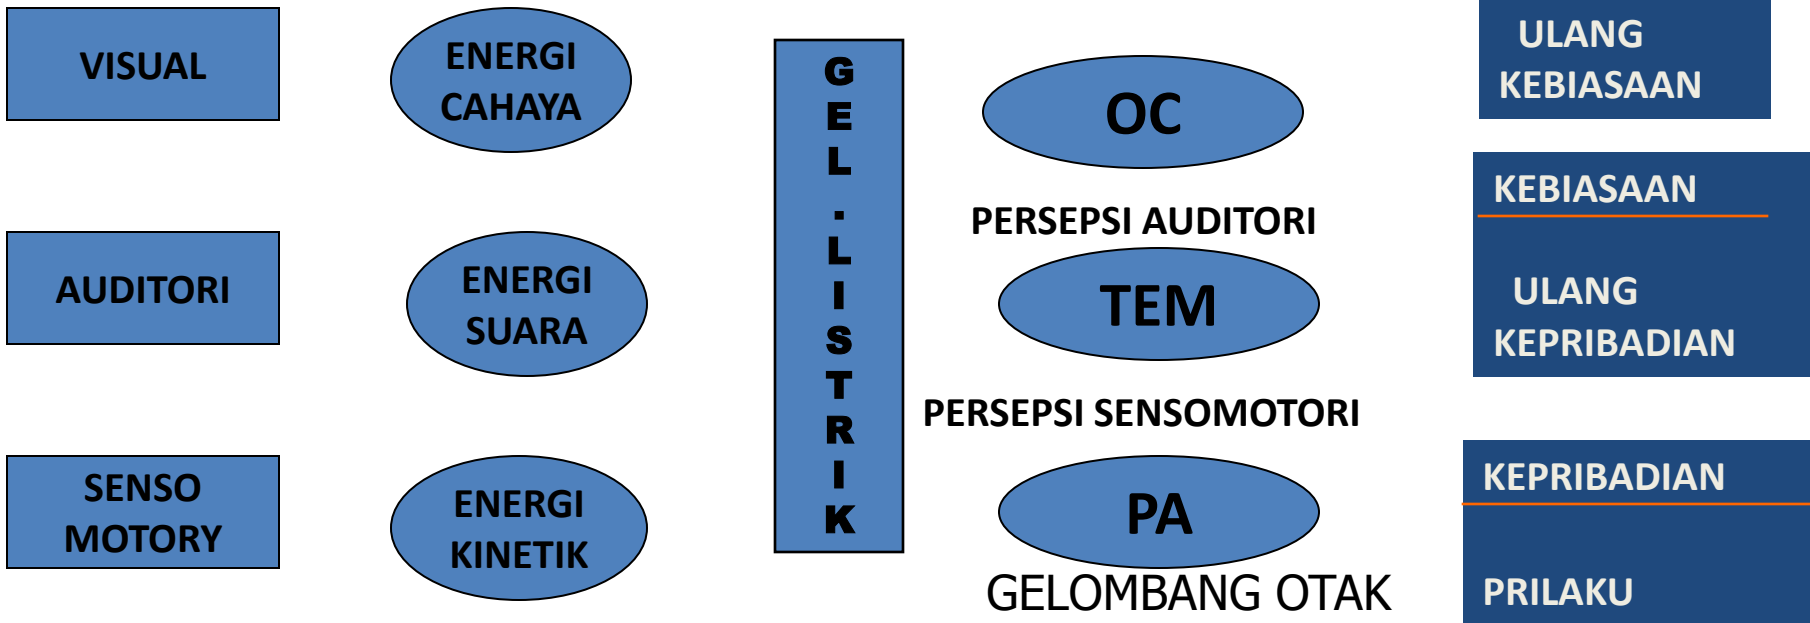 VISUAL
ENERGI
CAHAYA
AUDITORI
ENERGI
SUARA
SENSO
MOTORY
ENERGI
KINETIK
G
E
L
.
L
I
S
T
R
I
K
OC
PERSEPSI AUDITORI
TEM
PERSEPSI SENSOMOTORI
PA
GELOMBANG OTAK
ULANG
KEBIASAAN
KEBIASAAN
ULANG
KEPRIBADIAN
KEPRIBADIAN
PRILAKU